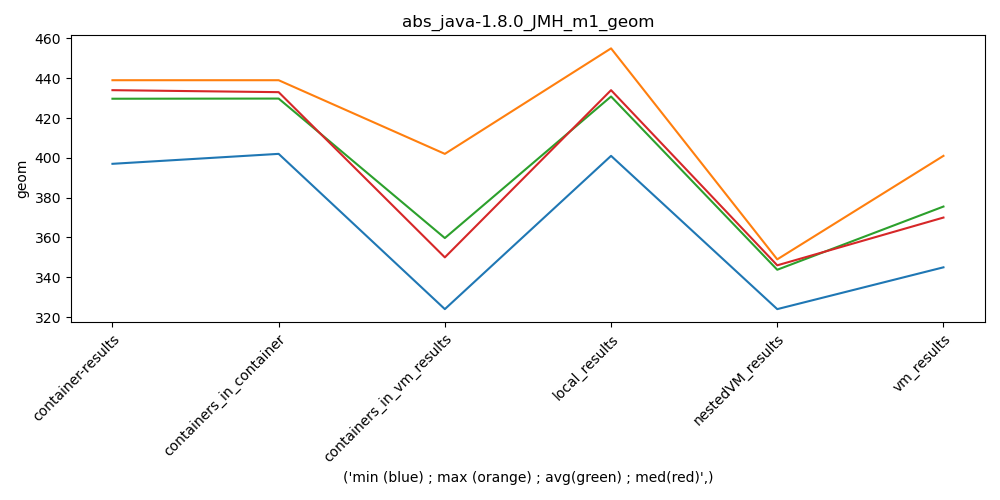 abs_java-1.8.0_JMH_m1_geom
460
440
420
400
380
360
340
320
geom
container-results
containers_in_container
containers_in_vm_results
local_results
nestedVM_results
vm_results
('min (blue) ; max (orange) ; avg(green) ; med(red)',)